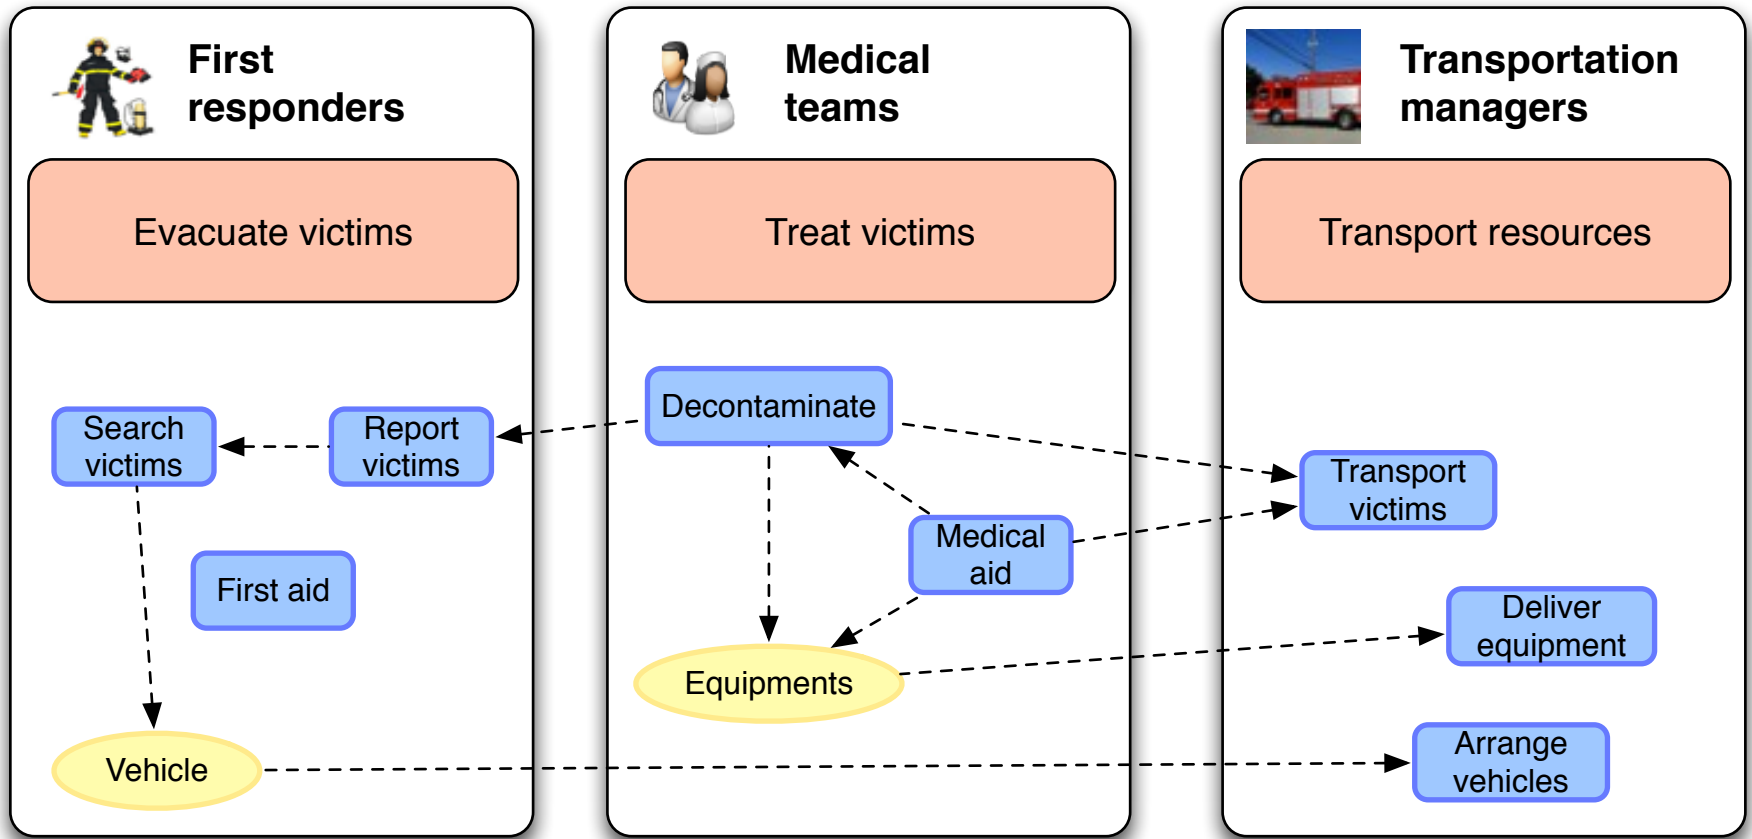 First
responders
Medical
teams
Transportation
managers
Evacuate victims
Treat victims
Transport resources
Search
victims
Report
victims
Decontaminate
Transport
victims
First aid
Medical
aid
Deliver
equipment
Equipments
Vehicle
Arrange
vehicles